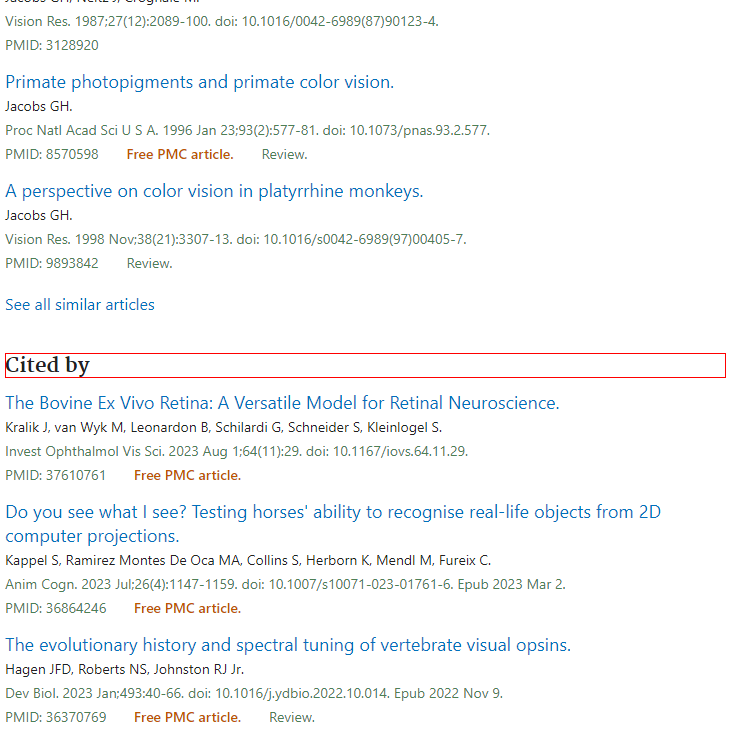 Vision Res. 1987;27(12):2089-100. doi: 10.1016/0042-6989(87)90123-4.
PMID: 3128920
Primate photopigments and primate color vision.
Jacobs GH.
Proc Natl Acad Sci U S A. 1996 Jan 23;93(2):577-81. doi: 10.1073/pnas.93.2.577.
PMID: 8570598 Free PMC article. Review.
A perspective on color vision in platyrrhine monkeys.
Jacobs GH.
Vision Res. 1998 Nov;38(21):3307-13. doi: 10.1016/s0042-6989(97)00405-7.
PMID: 9893842 Review.
See all similar articles
Cited by
The Bovine Ex Vivo Retina: A Versatile Model for Retinal Neuroscience.
Kralik J, van Wyk M, Leonardon B, Schilardi G, Schneider S, Kleinlogel S.
Invest Ophthalmol Vis Sci. 2023 Aug 1;64(11):29. doi: 10.1167/iovs.64.11.29.
PMID: 37610761 Free PMC article.
Do you see what I see? Testing horses' ability to recognise real-life objects from 2D
computer projections.
Kappel S, Ramirez Montes De Oca MA, Collins S, Herborn K, Mendl M, Fureix C.
Anim Cogn. 2023 Jul;26(4):1147-1159. doi: 10.1007/s10071-023-01761-6. Epub 2023 Mar 2.
PMID: 36864246 Free PMC article.
The evolutionary history and spectral tuning of vertebrate visual opsins.
Hagen JFD, Roberts NS, Johnston RJ Jr.
Dev Biol. 2023 Jan;493:40-66. doi: 10.1016/j.ydbio.2022.10.014. Epub 2022 Nov 9.
PMID: 36370769 Free PMC article. Review.